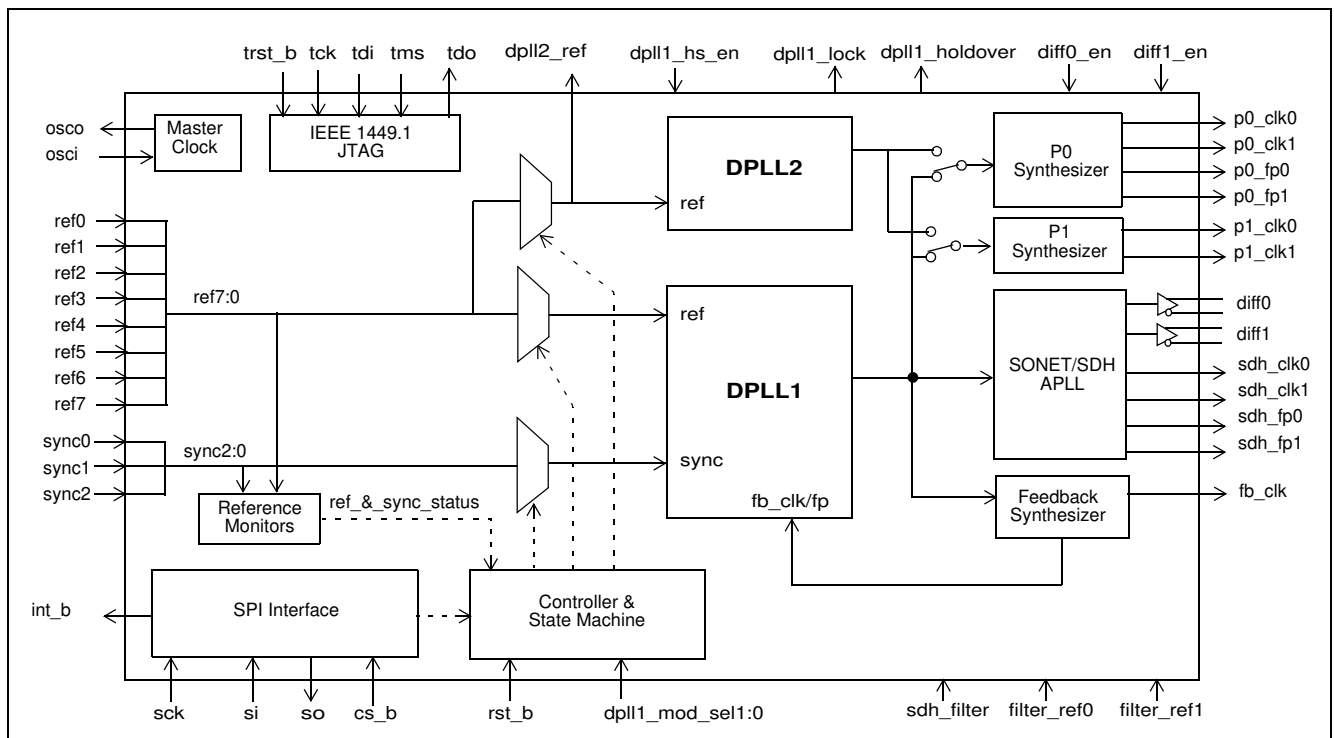 trst_b tck tdi tms tdo dpll2_ref dpll1_hs_en dpll1_lock dpll1_holdover diff0_en diff1_en
osco
osci
Master
Clock
IEEE 1449.1
JTAG
DPLL2
ref
P0
Synthesizer
p0_clk0
p0_clk1
p0_fp0
p0_fp1
P1
Synthesizer
p1_clk0
p1_clk1
ref0
ref1
ref2
ref3
ref4
ref5
ref6
ref7
ref7:0
ref
DPLL1
sync
fb_clk/fp
SONET/SDH
APLL
diff0
diff1
sdh_clk0
sdh_clk1
sdh_fp0
sdh_fp1
sync0
sync1
sync2
sync2:0
Reference
Monitors
ref_&_sync_status
Feedback
Synthesizer
fb_clk
int_b
SPI Interface
Controller &
State Machine
sck si so cs_b rst_b dpll1_mod_sel1:0 sdh_filter filter_ref0 filter_ref1